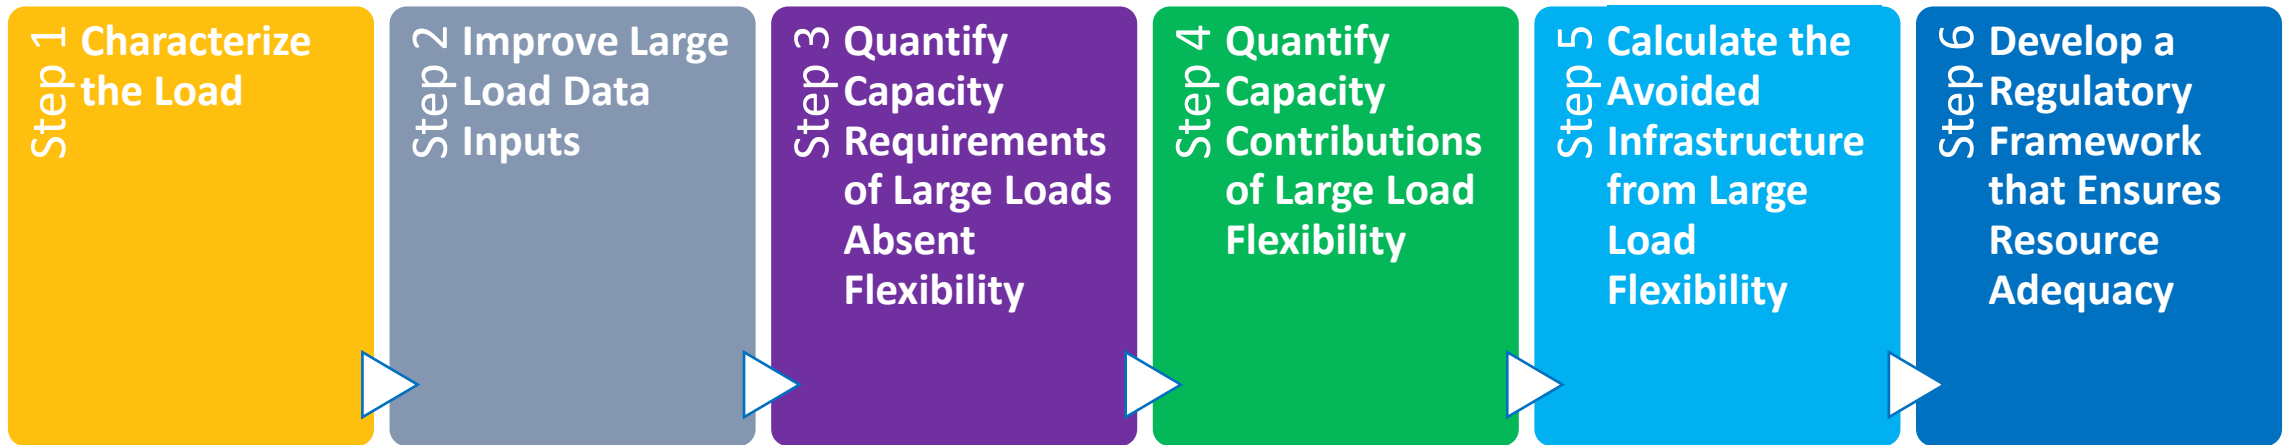 Step 1
Characterize
the Load
Step 2
Improve Large
Load Data
Inputs
Step 3
Quantify
Capacity
Requirements
of Large Loads
Absent
Flexibility
Step 4
Quantify
Capacity
Contributions
of Large Load
Flexibility
Step 5
Calculate the
Avoided
Infrastructure
from Large
Load
Flexibility
Step 6
Develop a
Regulatory
Framework
that Ensures
Resource
Adequacy